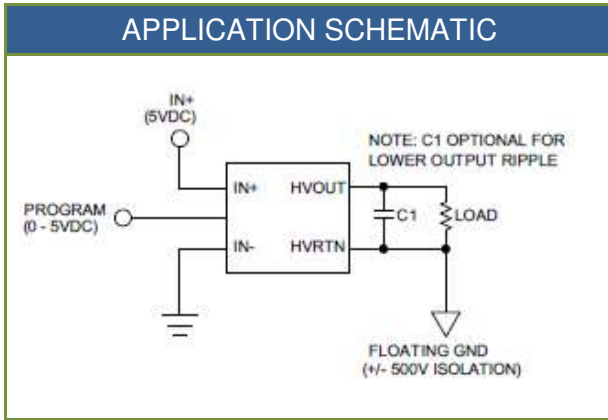 APPLICATION SCHEMATIC
IN+
(5VDC)
NOTE: C1 OPTIONAL FOR
LOWER OUTPUT RIPPLE
IN+
HVOUT
PROGRAM
(0 - 5VDC)
C1
LOAD
IN-
HVRTN
FLOATING GND
(+/- 500V ISOLATION)